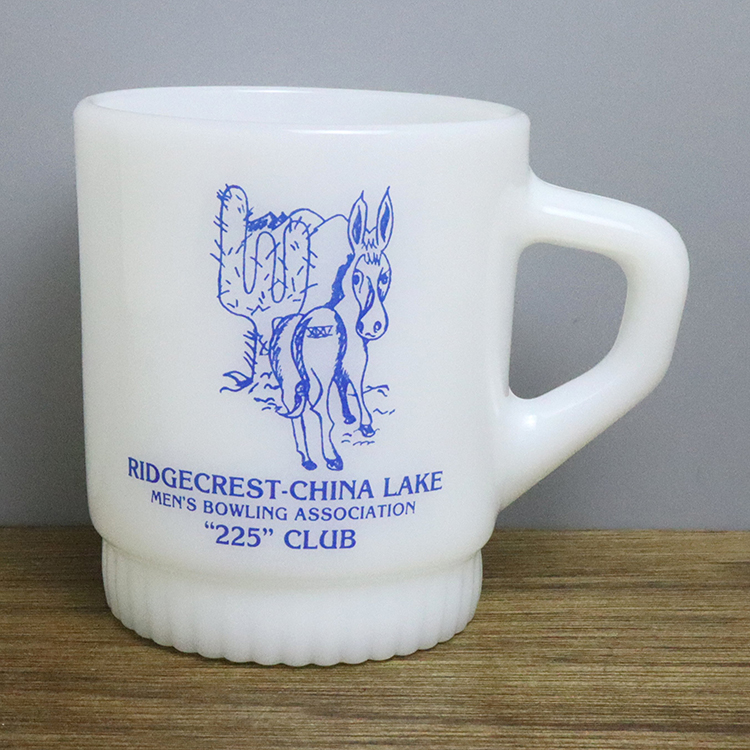 RIDGECREST-CHINA LAKE
MEN'S BOWLING ASSOCIATION
“225” CLUB